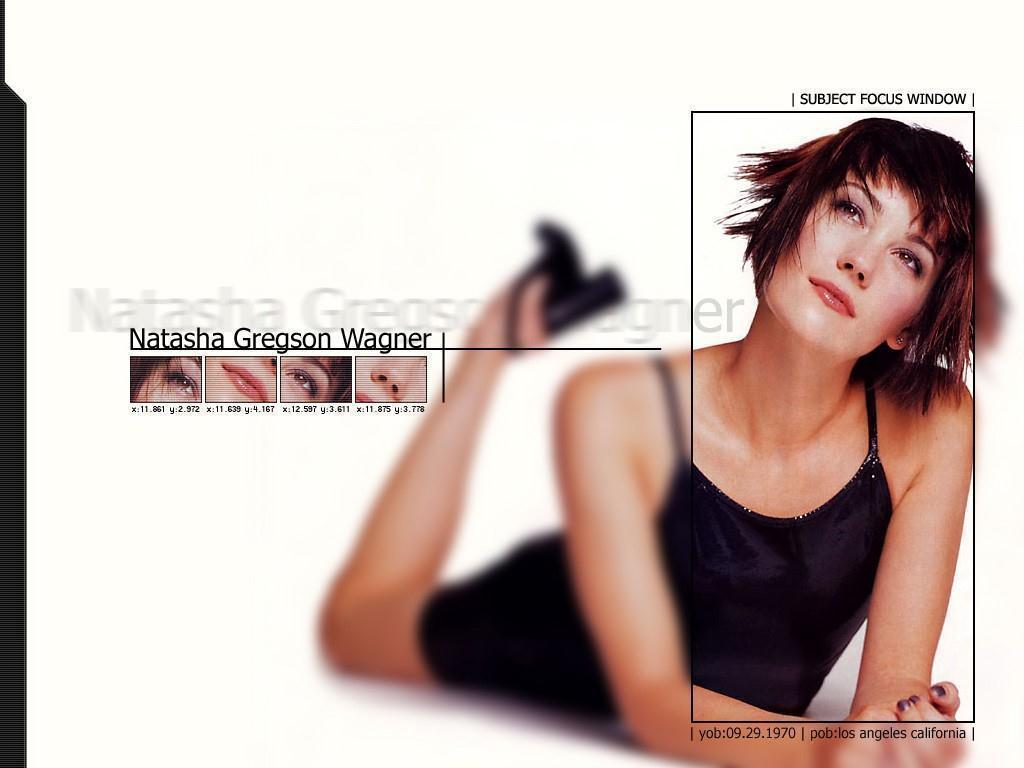 | SUBJECT FOCUS WINDOW |
Natasha Gregson Wagner
Natasha Gregson Wagner
x:11.861 y:2.972 x:11.639 y:4.167 x:12.597 y:3.611 x:11.875 y:3.778
| yob:09.29.1970 | pob:los angeles california |